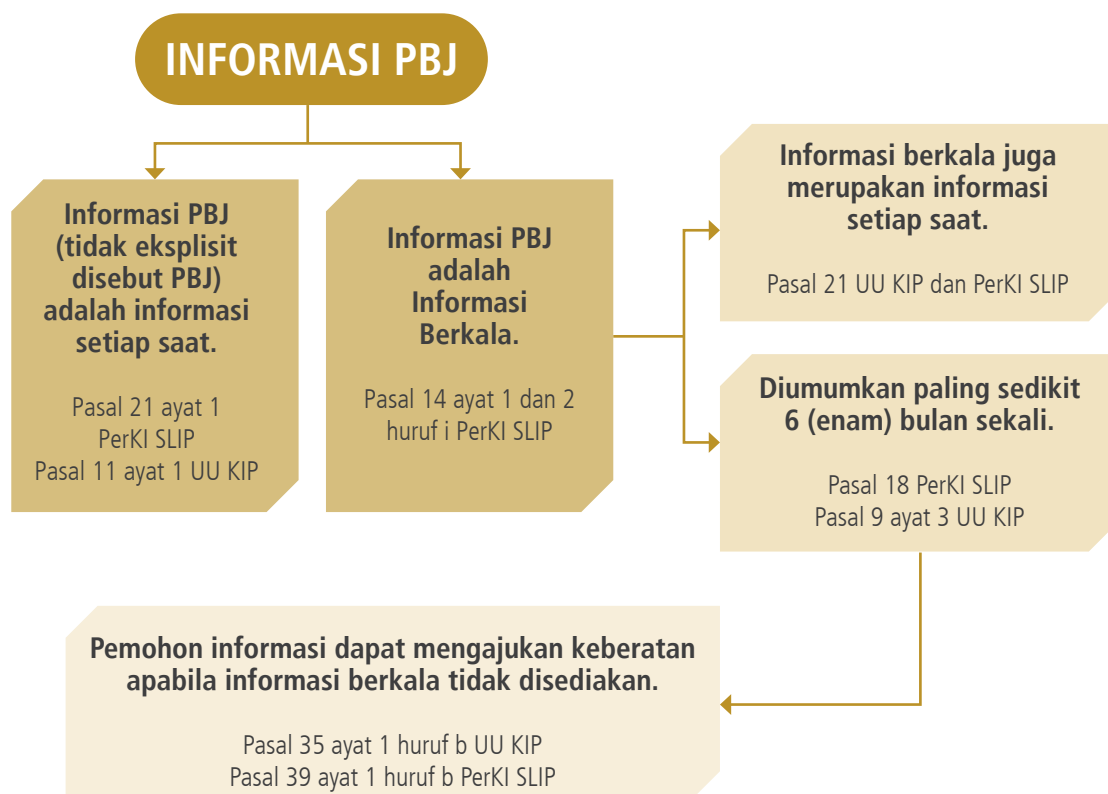 INFORMASI PBJ
Informasi PBJ
(tidak eksplisit
disebut PBJ)
adalah informasi
setiap saat.
Pasal 21 ayat 1
PerKI SLIP
Pasal 11 ayat 1 UU KIP
Informasi PBJ
adalah
Informasi
Berkala.
Pasal 14 ayat 1 dan 2
huruf i PerKI SLIP
Informasi berkala juga
merupakan informasi
setiap saat.
Pasal 21 UU KIP dan PerKI SLIP
Diumumkan paling sedikit
6 (enam) bulan sekali.
Pasal 18 PerKI SLIP
Pasal 9 ayat 3 UU KIP
Pemohon informasi dapat mengajukan keberatan
apabila informasi berkala tidak disediakan.
Pasal 35 ayat 1 huruf b UU KIP
Pasal 39 ayat 1 huruf b PerKI SLIP